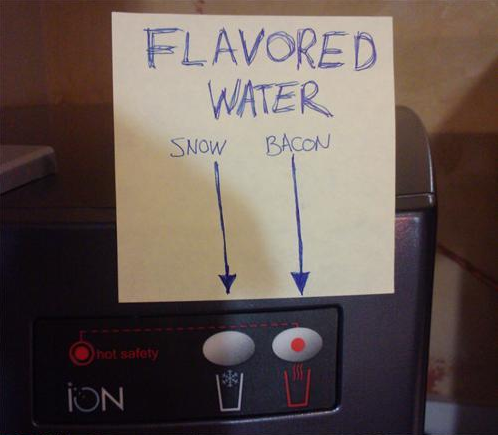 FLAVORED
WATER
SNOW BACON
hot safety
iON